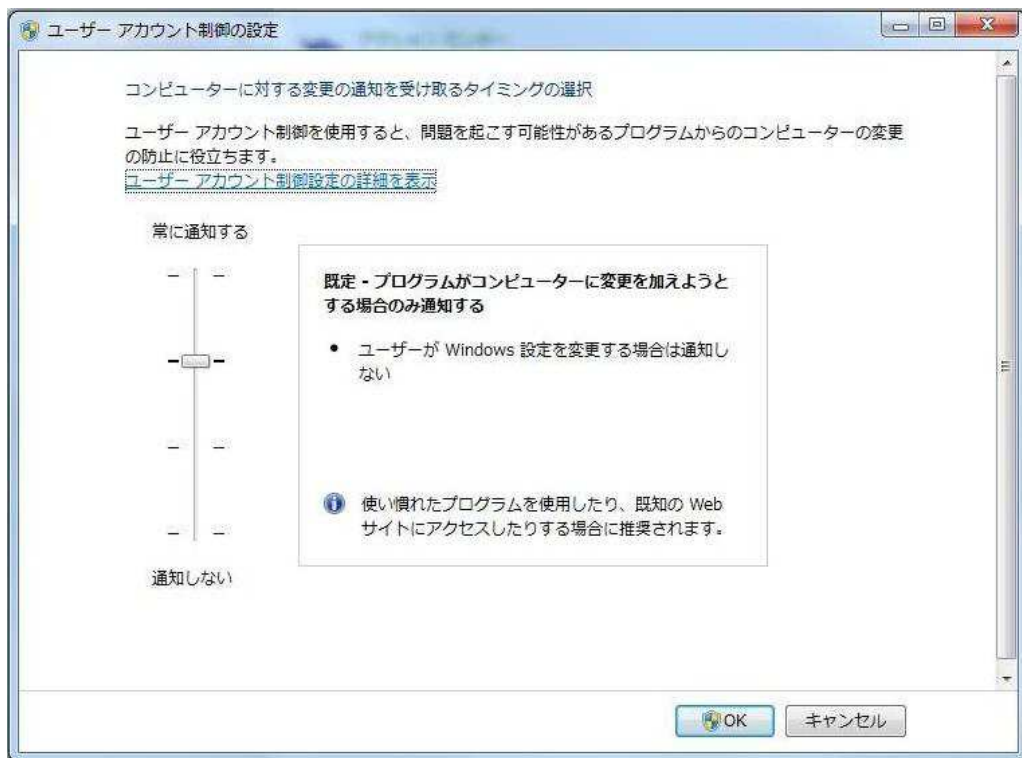 ユーザー アカウント制御の設定
コンピューターに対する変更の通知を受け取るタイミングの選択
ユーザー アカウント制御を使用すると、問題を起こす可能性があるプログラムからのコンピューターの変更
の防止に役立ちます。
ユーザー アカウント制御設定の詳細を表示
常に通知する
既定 - プログラムがコンピューターに変更を加えようと
する場合のみ通知する
• ユーザーが Windows 設定を変更する場合は通知し
ない
使い慣れたプログラムを使用したり、既知の Web
サイトにアクセスしたりする場合に推奨されます。
通知しない
OK
キャンセル